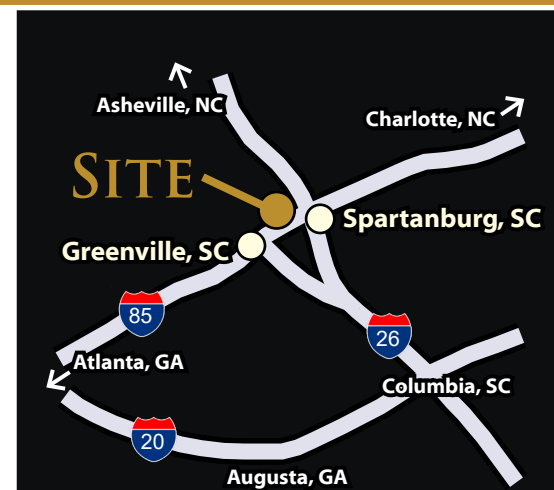 Asheville, NC
Charlotte, NC
SITE
Spartanburg, SC
Greenville, SC
85
26
Atlanta, GA
Columbia, SC
20
Augusta, GA